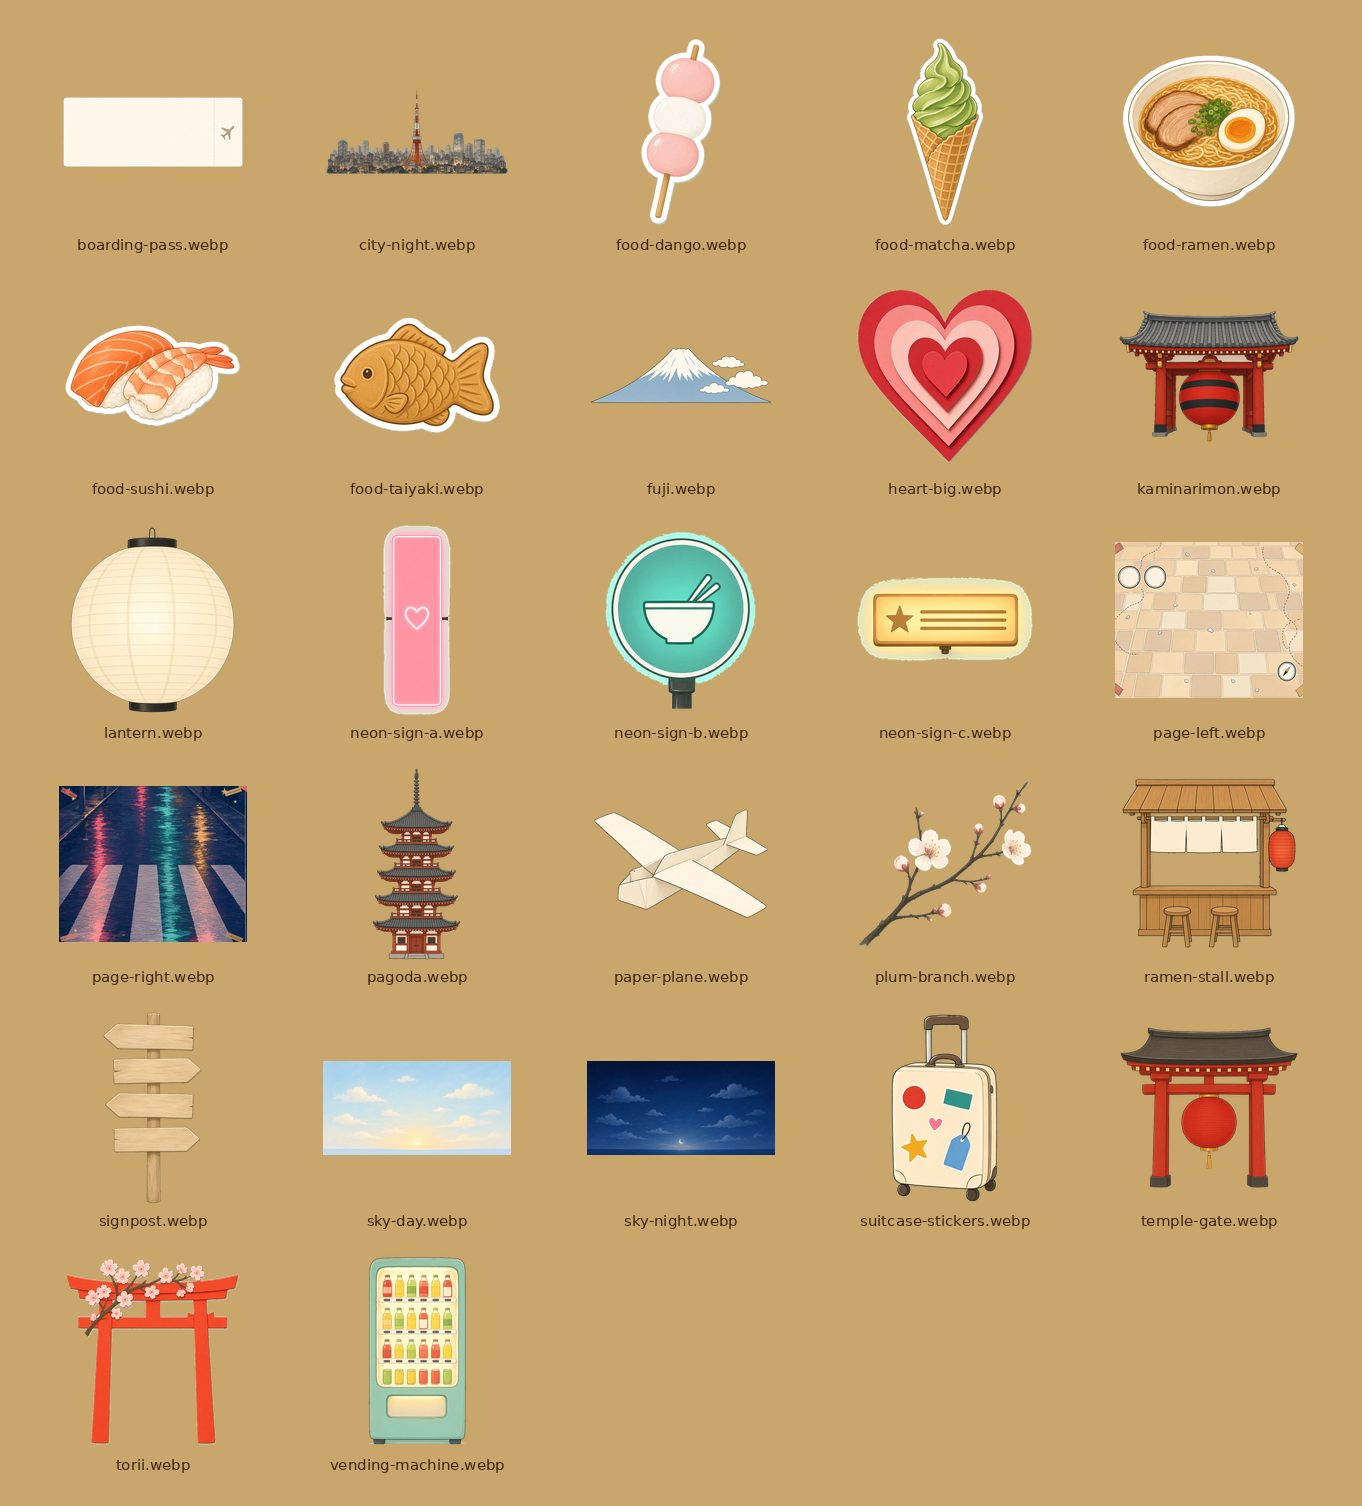 boarding-pass.webp
city-night.webp
food-dango.webp
food-matcha.webp
food-ramen.webp
food-sushi.webp
food-taiyaki.webp
fuji.webp
heart-big.webp
kaminarimon.webp
lantern.webp
neon-sign-a.webp
neon-sign-b.webp
neon-sign-c.webp
page-left.webp
page-right.webp
pagoda.webp
paper-plane.webp
plum-branch.webp
ramen-stall.webp
signpost.webp
sky-day.webp
sky-night.webp
suitcase-stickers.webp
temple-gate.webp
torii.webp
vending-machine.webp